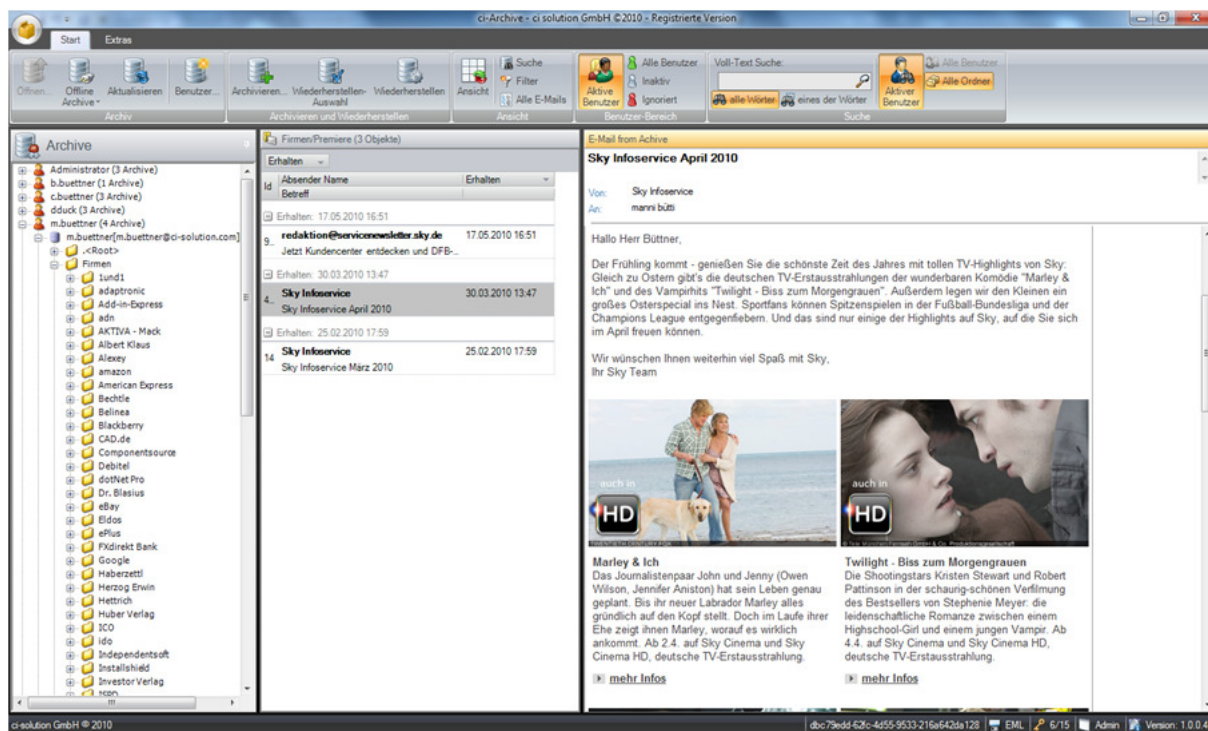 ci-Archive - ci solution GmbH ©2010 - Registrierte Version
Start Extras
Öffnen... Offline Archive Aktualisieren Benutzer...
Archiv
Archivieren... Wiederherstellen-Auswahl Wiederherstellen
Archivieren und Wiederherstellen
Ansicht
Suche
Filter
Alle E-Mails
Ansicht
Aktive Benutzer
Alle Benutzer
Inaktiv
Ignoriert
Benutzer-Bereich
Voll-Text Suche:
alle Wörter eines der Wörter
Aktiver Benutzer
Alle Benutzer
Alle Ordner
Suche
Archive
Administrator (3 Archive)
b.buettner (1 Archive)
c.buettner (3 Archive)
dduck (3 Archive)
m.buettner (4 Archive)
m.buettner[m.buettner@ci-solution.com]
.<Root>
Firmen
1und1
adaptronic
Add-in-Express
adn
AKTIVA - Mack
Albert Klaus
Alexey
amazon
American Express
Bechtle
Belinea
Blackberry
CAD.de
Componentsource
Debitel
dotNet Pro
Dr. Blasius
eBay
Eldos
ePlus
FXdirekt Bank
Google
Haberzettl
Herzog Erwin
Hettrich
Huber Verlag
ICO
ido
Independentsoft
Installshield
Investor Verlag
Firmen/Premiere (3 Objekte)
Erhalten
Id Absender Name Erhalten
Betreff
Erhalten: 17.05.2010 16:51
9... redaktion@servicenewsletter.sky.de 17.05.2010 16:51
Jetzt Kundencenter entdecken und DFB-...
Erhalten: 30.03.2010 13:47
4... Sky Infoservice 30.03.2010 13:47
Sky Infoservice April 2010
Erhalten: 25.02.2010 17:59
14 Sky Infoservice 25.02.2010 17:59
Sky Infoservice März 2010
E-Mail from Achive
Sky Infoservice April 2010
Von: Sky Infoservice
An: manni bütti
Hallo Herr Büttner,
Der Frühling kommt - genießen Sie die schönste Zeit des Jahres mit tollen TV-Highlights von Sky:
Gleich zu Ostern gibt's die deutschen TV-Erstausstrahlungen der wunderbaren Komödie "Marley &
Ich" und des Vampirhits "Twilight - Biss zum Morgengrauen". Außerdem legen wir den Kleinen ein
großes Osterspecial ins Nest. Sportfans können Spitzenspielen in der Fußball-Bundesliga und der
Champions League entgegenfiebern. Und das sind nur einige der Highlights auf Sky, auf die Sie sich
im April freuen können.
Wir wünschen Ihnen weiterhin viel Spaß mit Sky,
Ihr Sky Team
auch in
HD
TWENTIETH CENTURY FOX
auch in
HD
Marley & Ich
Das Journalistenpaar John und Jenny (Owen
Wilson, Jennifer Aniston) hat sein Leben genau
geplant. Bis ihr neuer Labrador Marley alles
gründlich auf den Kopf stellt. Doch im Laufe ihrer
Ehe zeigt ihnen Marley, worauf es wirklich
ankommt. Ab 2.4. auf Sky Cinema und Sky
Cinema HD, deutsche TV-Erstausstrahlung.
mehr Infos
Twilight - Biss zum Morgengrauen
Die Shootingstars Kristen Stewart und Robert
Pattinson in der schaurig-schönen Verfilmung
des Bestsellers von Stephenie Meyer: die
leidenschaftliche Romanze zwischen einem
Highschool-Girl und einem jungen Vampir. Ab
4.4. auf Sky Cinema und Sky Cinema HD,
deutsche TV-Erstausstrahlung.
mehr Infos
ci-solution GmbH © 2010
dbc79edd-62fc-4d55-9533-216a642da128 EML 6/15 Admin Version: 1.0.0.4